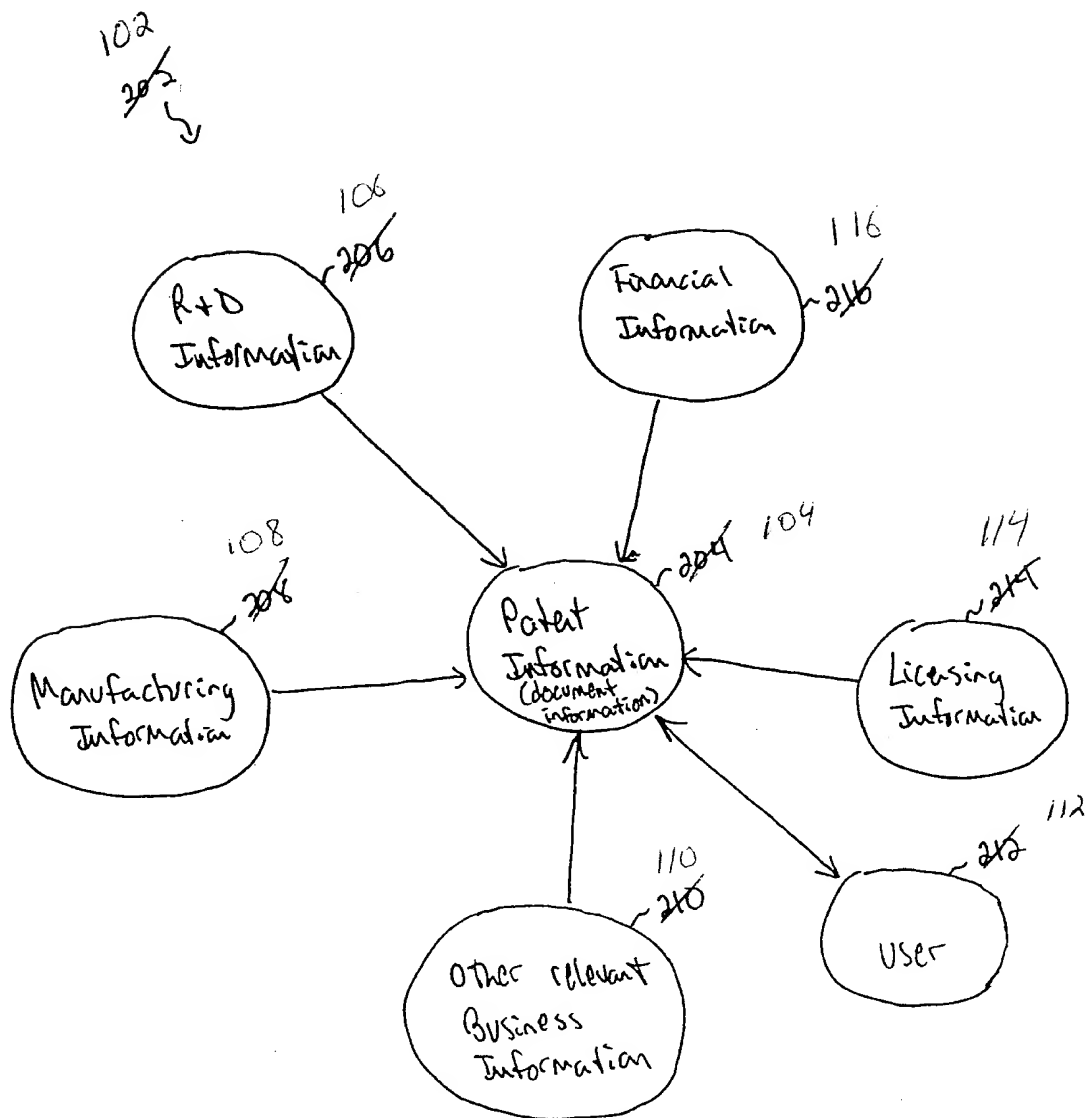 102
202
106
206
R+D
Information
116
216
Financial
Information
108
208
Manufacturing
Information
204 104
Patent
Information
(document
information)
114
214
Licensing
Information
110
210
Other relevant
Business
Information
112
212
User